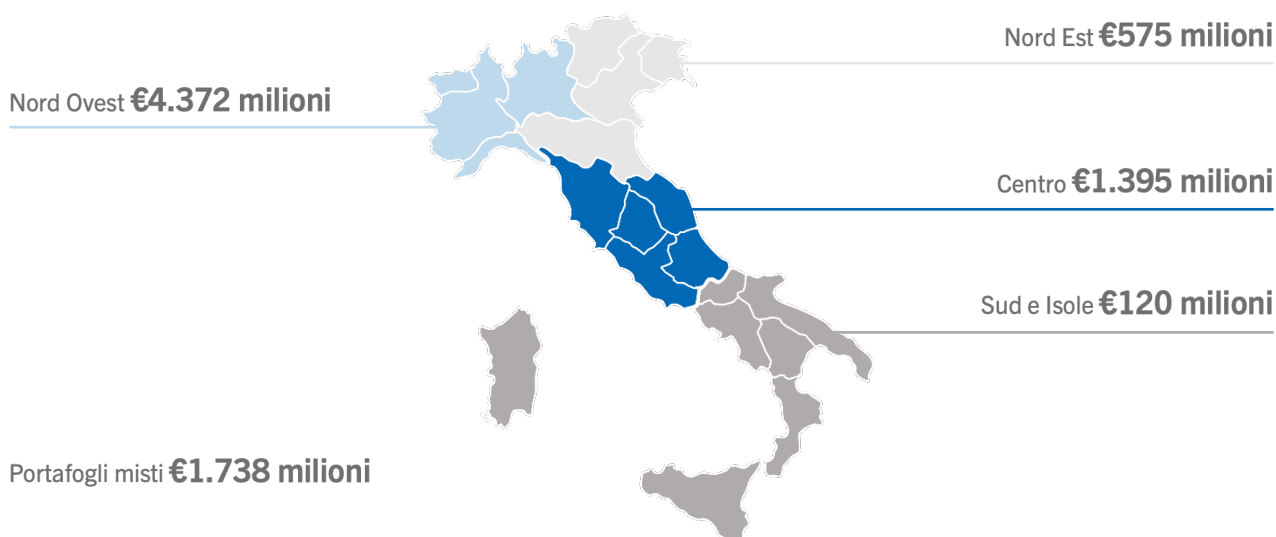 Nord Est €575 milioni
Nord Ovest €4.372 milioni
Centro €1.395 milioni
Sud e Isole €120 milioni
Portafogli misti €1.738 milioni